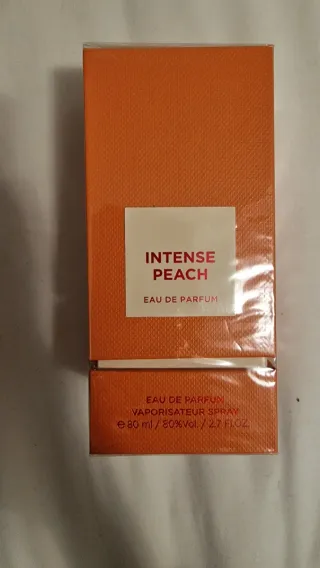 INTENSE
PEACH
EAU DE PARFUM
EAU DE PARFUM
VAPORISATEUR SPRAY
℮ 80 ml / 80%Vol. / 2.7 Fl.OZ.